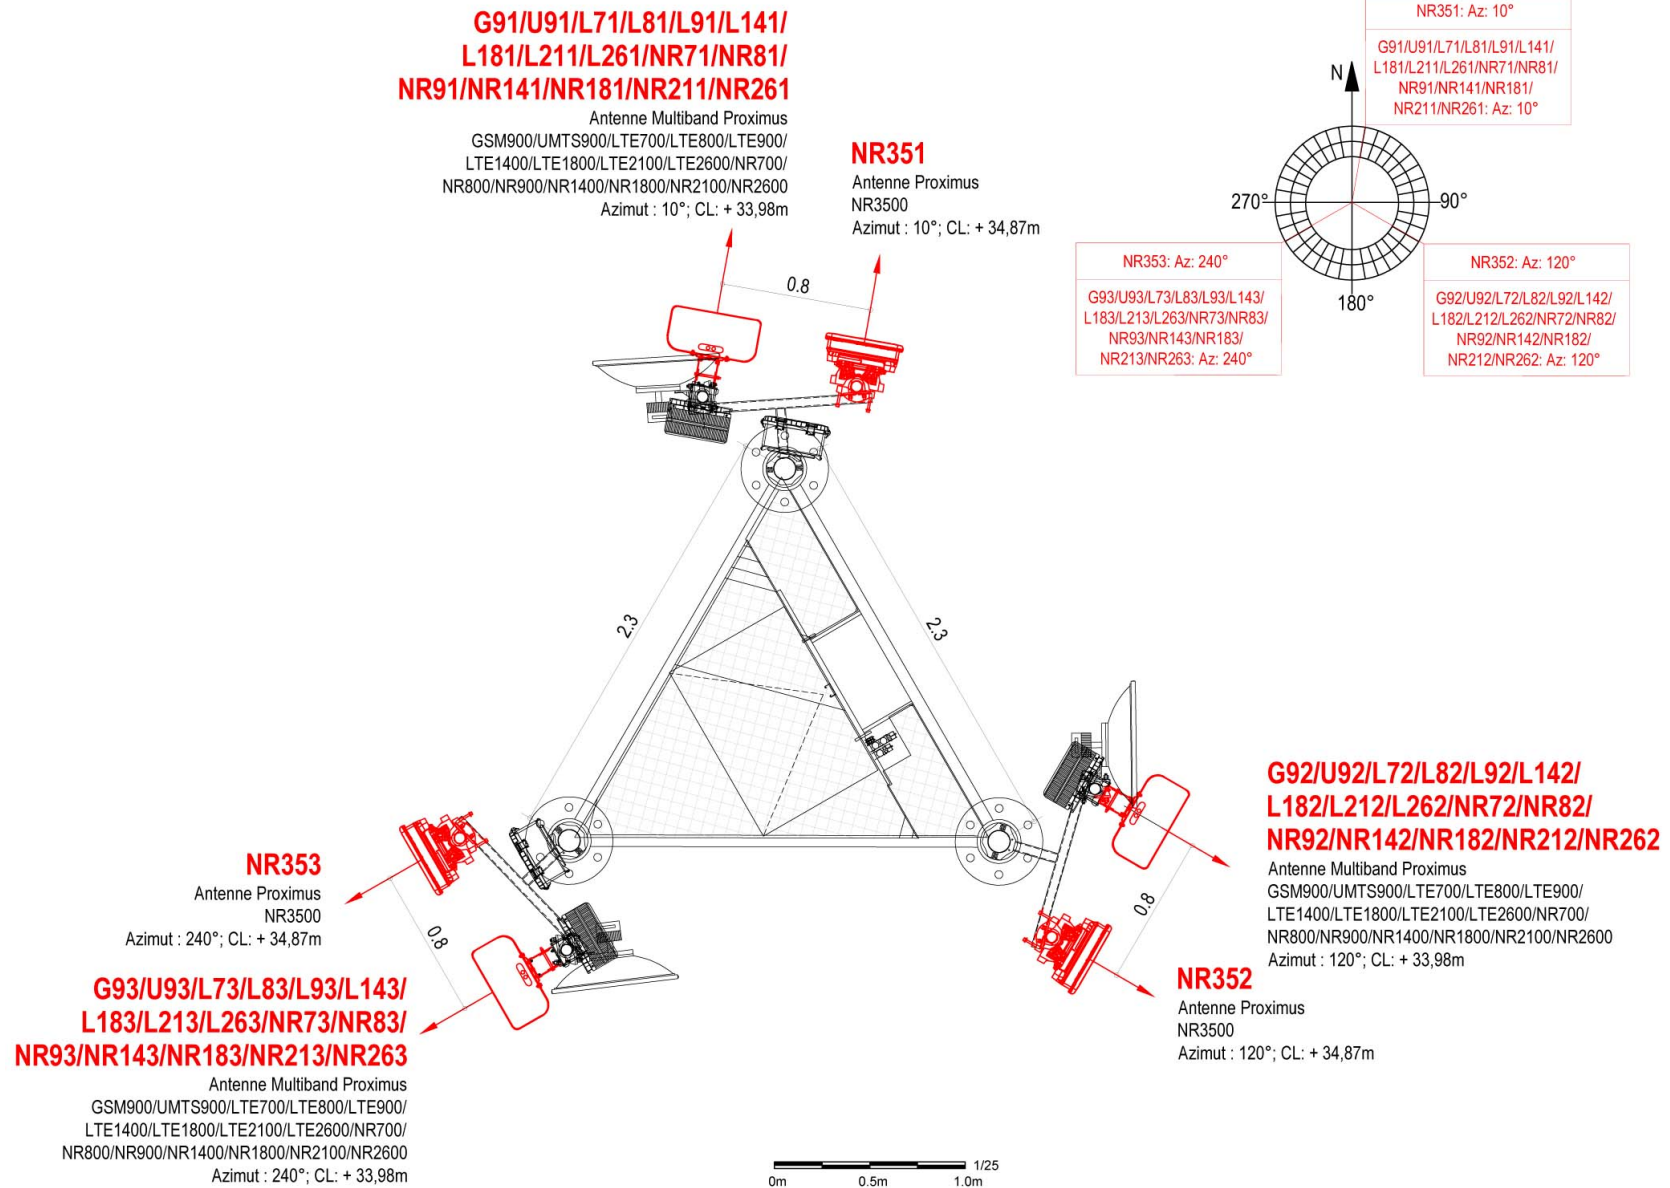 G91/U91/L71/L81/L91/L141/
L181/L211/L261/NR71/NR81/
NR91/NR141/NR181/NR211/NR261
Antenne Multiband Proximus
GSM900/UMTS900/LTE700/LTE800/LTE900/
LTE1400/LTE1800/LTE2100/LTE2600/NR700/
NR800/NR900/NR1400/NR1800/NR2100/NR2600
Azimut : 10°; CL: + 33,98m
NR351
Antenne Proximus
NR3500
Azimut : 10°; CL: + 34,87m
NR351: Az: 10°
G91/U91/L71/L81/L91/L141/
L181/L211/L261/NR71/NR81/
NR91/NR141/NR181/
NR211/NR261: Az: 10°
N
270°
90°
180°
NR353: Az: 240°
G93/U93/L73/L83/L93/L143/
L183/L213/L263/NR73/NR83/
NR93/NR143/NR183/
NR213/NR263: Az: 240°
NR352: Az: 120°
G92/U92/L72/L82/L92/L142/
L182/L212/L262/NR72/NR82/
NR92/NR142/NR182/
NR212/NR262: Az: 120°
0.8
2.3
2.3
G92/U92/L72/L82/L92/L142/
L182/L212/L262/NR72/NR82/
NR92/NR142/NR182/NR212/NR262
Antenne Multiband Proximus
GSM900/UMTS900/LTE700/LTE800/LTE900/
LTE1400/LTE1800/LTE2100/LTE2600/NR700/
NR800/NR900/NR1400/NR1800/NR2100/NR2600
Azimut : 120°; CL: + 33,98m
0.8
NR352
Antenne Proximus
NR3500
Azimut : 120°; CL: + 34,87m
NR353
Antenne Proximus
NR3500
Azimut : 240°; CL: + 34,87m
0.8
G93/U93/L73/L83/L93/L143/
L183/L213/L263/NR73/NR83/
NR93/NR143/NR183/NR213/NR263
Antenne Multiband Proximus
GSM900/UMTS900/LTE700/LTE800/LTE900/
LTE1400/LTE1800/LTE2100/LTE2600/NR700/
NR800/NR900/NR1400/NR1800/NR2100/NR2600
Azimut : 240°; CL: + 33,98m
1/25
0m 0.5m 1.0m